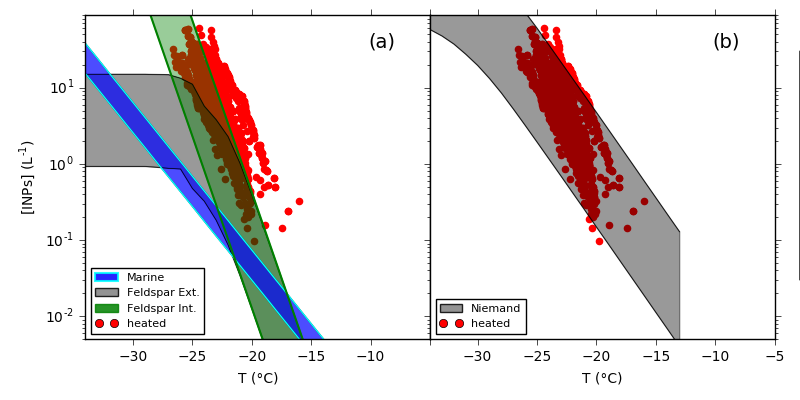 (a)
(b)
[INPs] (L⁻¹)
10¹
10⁰
10⁻¹
10⁻²
Marine
Feldspar Ext.
Feldspar Int.
heated
Niemand
heated
−30 −25 −20 −15 −10
−30 −25 −20 −15 −10 −5
T (°C)
T (°C)